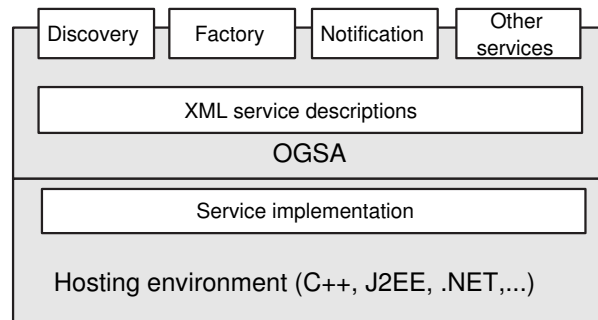 Discovery
Factory
Notification
Other
services
XML service descriptions
OGSA
Service implementation
Hosting environment (C++, J2EE, .NET,...)